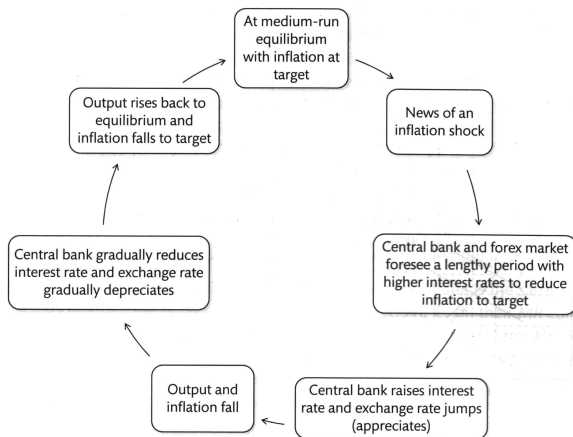 At medium-run
equilibrium
with inflation at
target
News of an
inflation shock
Central bank and forex market
foresee a lengthy period with
higher interest rates to reduce
inflation to target
Central bank raises interest
rate and exchange rate jumps
(appreciates)
Output and
inflation fall
Central bank gradually reduces
interest rate and exchange rate
gradually depreciates
Output rises back to
equilibrium and
inflation falls to target